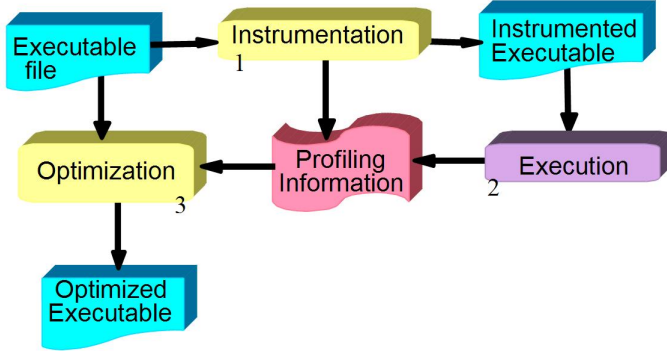 Executable
file
Instrumentation
1
Instrumented
Executable
Optimization
3
Profiling
Information
Execution
2
Optimized
Executable